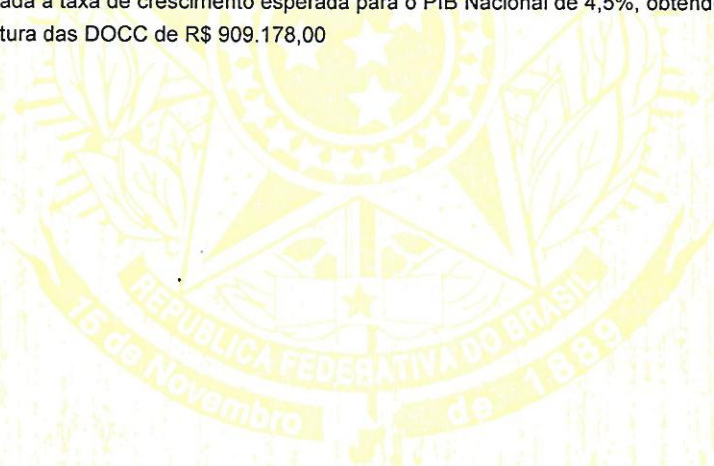 ada a taxa de crescimento esperada para o PIB Nacional de 4,5%, obtend
tura das DOCC de R$ 909.178,00
REPUBLICA FEDERATIVA DO BRASIL
15 de Novembro de 1889